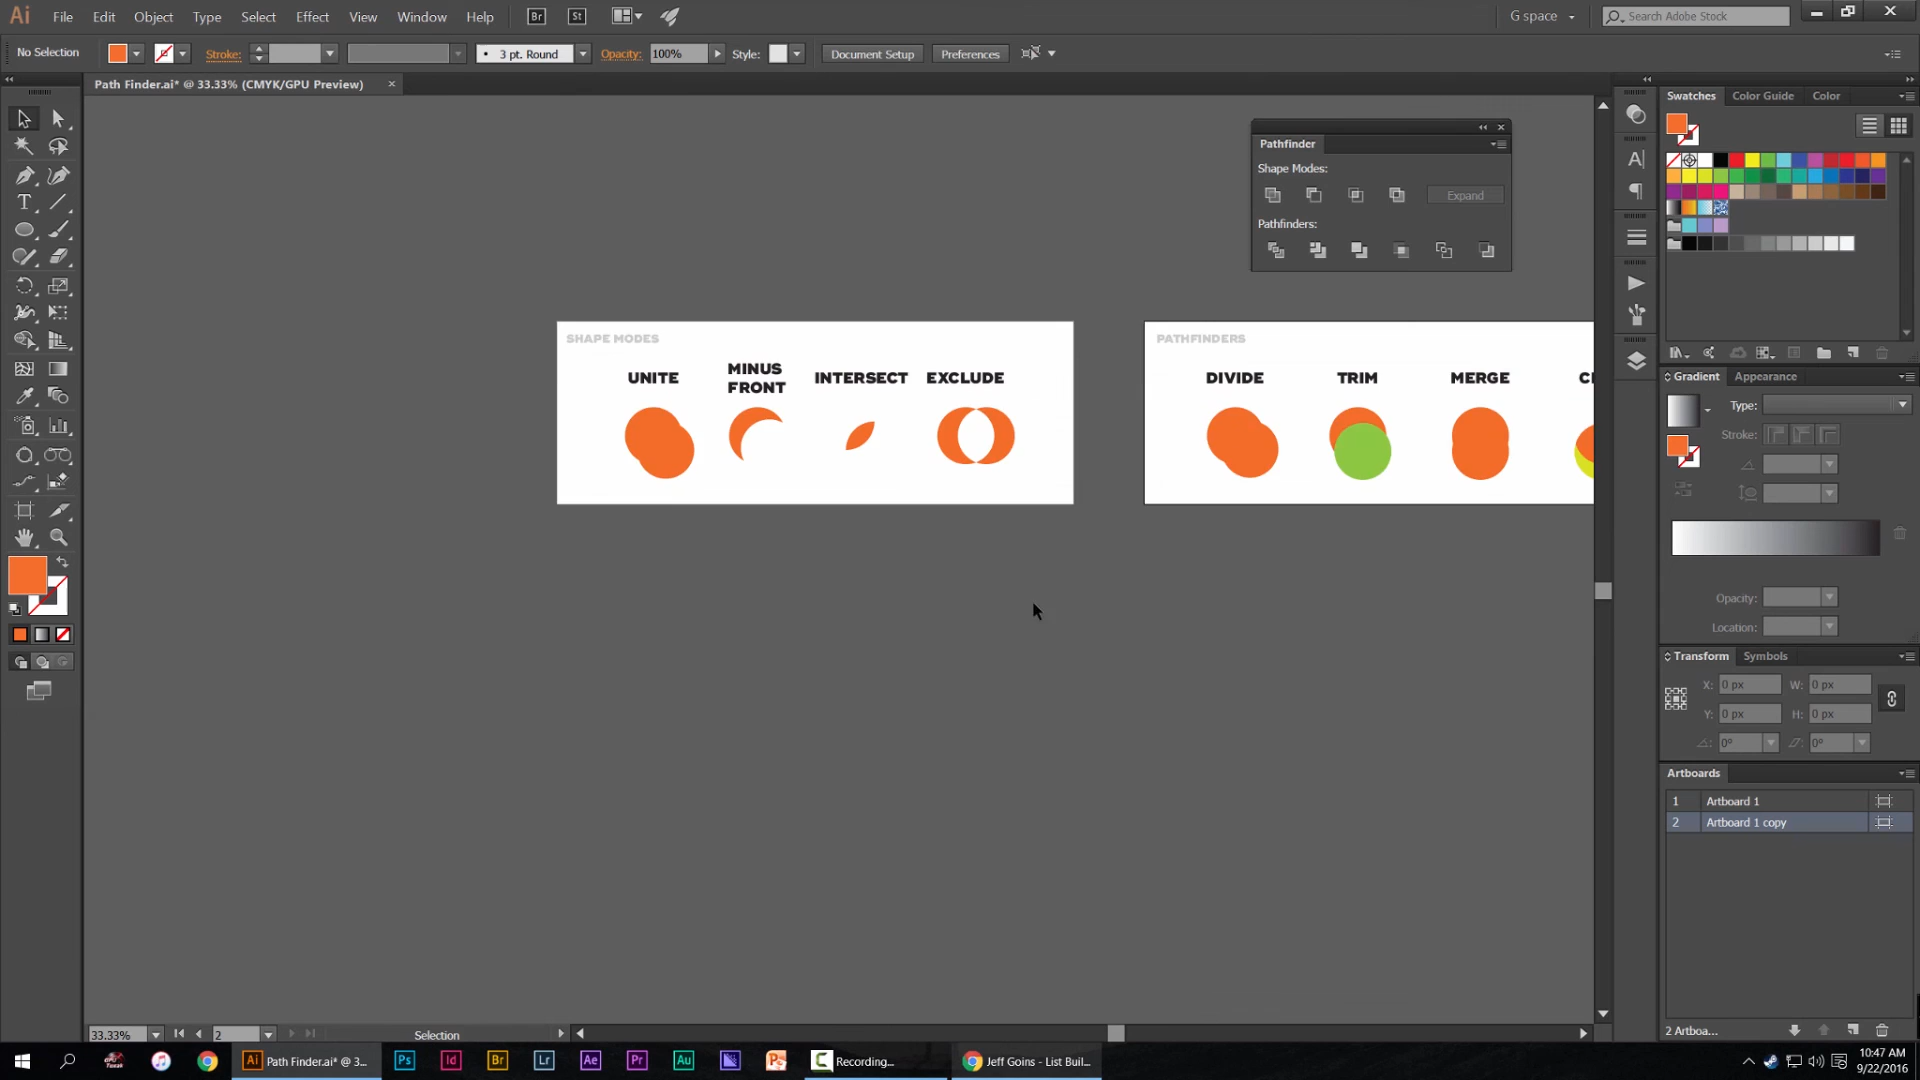 Ai File Edit Object Type Select Effect View Window Help Br St G space Search Adobe Stock
No Selection Stroke: 3 pt. Round Opacity: 100% Style: Document Setup Preferences
Path Finder.ai* @ 33.33% (CMYK/GPU Preview)
Pathfinder
Shape Modes:
Expand
Pathfinders:
SHAPE MODES
UNITE
MINUS
FRONT
INTERSECT
EXCLUDE
PATHFINDERS
DIVIDE
TRIM
MERGE
Swatches Color Guide Color
Gradient Appearance
Type:
Stroke:
Opacity:
Location:
Transform Symbols
X: 0 px W: 0 px
Y: 0 px H: 0 px
0° 0°
Artboards
1 Artboard 1
2 Artboard 1 copy
2 Artboa...
33.33% 2 Selection
Ai Path Finder.ai* @ 3... Ps Id Br Lr Ae Pr Au Recording... Jeff Goins - List Buil...
10:47 AM
9/22/2016